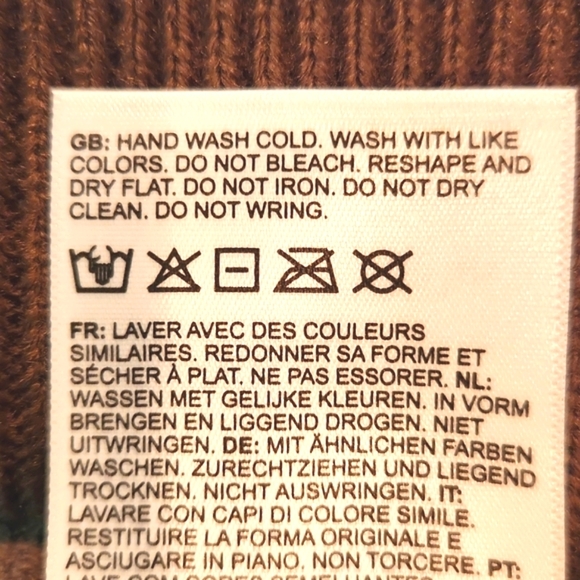 GB: HAND WASH COLD. WASH WITH LIKE
COLORS. DO NOT BLEACH. RESHAPE AND
DRY FLAT. DO NOT IRON. DO NOT DRY
CLEAN. DO NOT WRING.
FR: LAVER AVEC DES COULEURS
SIMILAIRES. REDONNER SA FORME ET
SÉCHER À PLAT. NE PAS ESSORER. NL:
WASSEN MET GELIJKE KLEUREN. IN VORM
BRENGEN EN LIGGEND DROGEN. NIET
UITWRINGEN. DE: MIT ÄHNLICHEN FARBEN
WASCHEN. ZURECHTZIEHEN UND LIEGEND
TROCKNEN. NICHT AUSWRINGEN. IT:
LAVARE CON CAPI DI COLORE SIMILE.
RESTITUIRE LA FORMA ORIGINALE E
ASCIUGARE IN PIANO. NON TORCERE. PT: